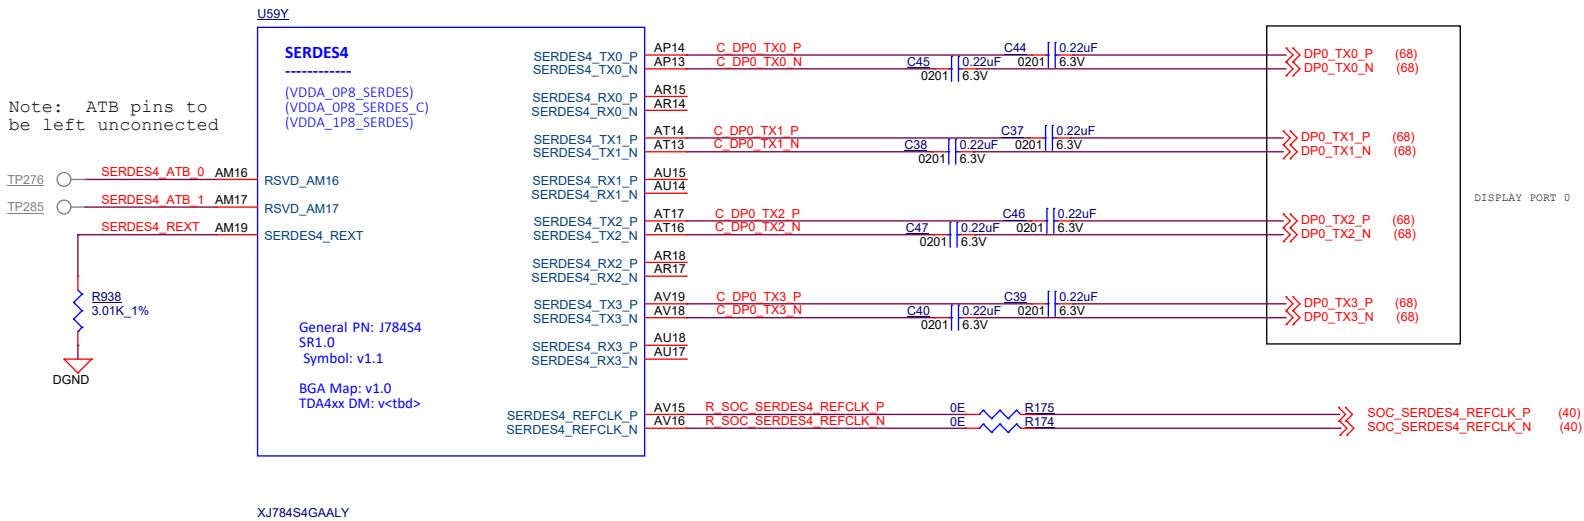 U59Y
SERDES4
------------
(VDDA_0P8_SERDES)
(VDDA_0P8_SERDES_C)
(VDDA_1P8_SERDES)
Note: ATB pins to
be left unconnected
TP276 SERDES4_ATB_0 AM16 RSVD_AM16
TP285 SERDES4_ATB_1 AM17 RSVD_AM17
SERDES4_REXT AM19 SERDES4_REXT
R938
3.01K_1%
DGND
General PN: J784S4
SR1.0
Symbol: v1.1
BGA Map: v1.0
TDA4xx DM: v<tbd>
SERDES4_TX0_P AP14 C_DP0_TX0_P C44 0.22uF 0201 6.3V DP0_TX0_P (68)
SERDES4_TX0_N AP13 C_DP0_TX0_N C45 0.22uF 0201 6.3V DP0_TX0_N (68)
SERDES4_RX0_P AR15
SERDES4_RX0_N AR14
SERDES4_TX1_P AT14 C_DP0_TX1_P C37 0.22uF 0201 6.3V DP0_TX1_P (68)
SERDES4_TX1_N AT13 C_DP0_TX1_N C38 0.22uF 0201 6.3V DP0_TX1_N (68)
SERDES4_RX1_P AU15
SERDES4_RX1_N AU14
SERDES4_TX2_P AT17 C_DP0_TX2_P C46 0.22uF 0201 6.3V DP0_TX2_P (68)
SERDES4_TX2_N AT16 C_DP0_TX2_N C47 0.22uF 0201 6.3V DP0_TX2_N (68)
SERDES4_RX2_P AR18
SERDES4_RX2_N AR17
SERDES4_TX3_P AV19 C_DP0_TX3_P C39 0.22uF 0201 6.3V DP0_TX3_P (68)
SERDES4_TX3_N AV18 C_DP0_TX3_N C40 0.22uF 0201 6.3V DP0_TX3_N (68)
SERDES4_RX3_P AU18
SERDES4_RX3_N AU17
SERDES4_REFCLK_P AV15 R_SOC_SERDES4_REFCLK_P 0E R175 SOC_SERDES4_REFCLK_P (40)
SERDES4_REFCLK_N AV16 R_SOC_SERDES4_REFCLK_N 0E R174 SOC_SERDES4_REFCLK_N (40)
DISPLAY PORT 0
XJ784S4GAALY